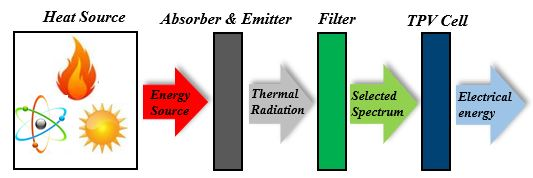 Heat Source
Absorber & Emitter
Filter
TPV Cell
Energy
Source
Thermal
Radiation
Selected
Spectrum
Electrical
energy